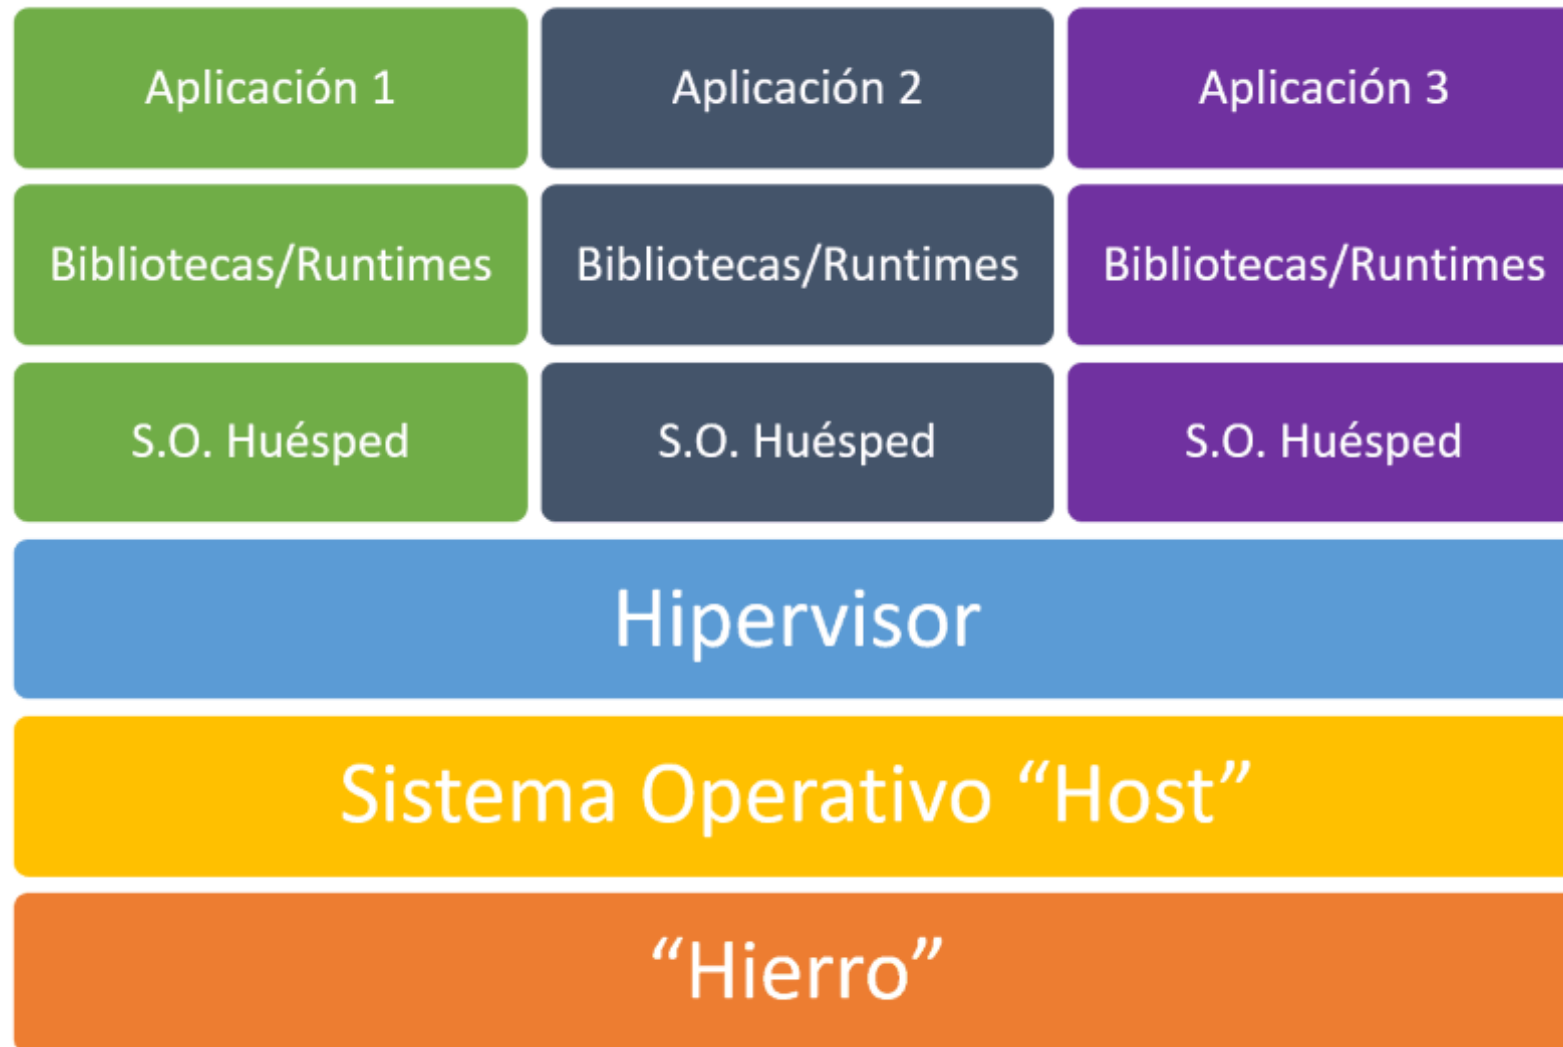 Aplicación 1
Aplicación 2
Aplicación 3
Bibliotecas/Runtimes
Bibliotecas/Runtimes
Bibliotecas/Runtimes
S.O. Huésped
S.O. Huésped
S.O. Huésped
Hipervisor
Sistema Operativo “Host”
“Hierro”